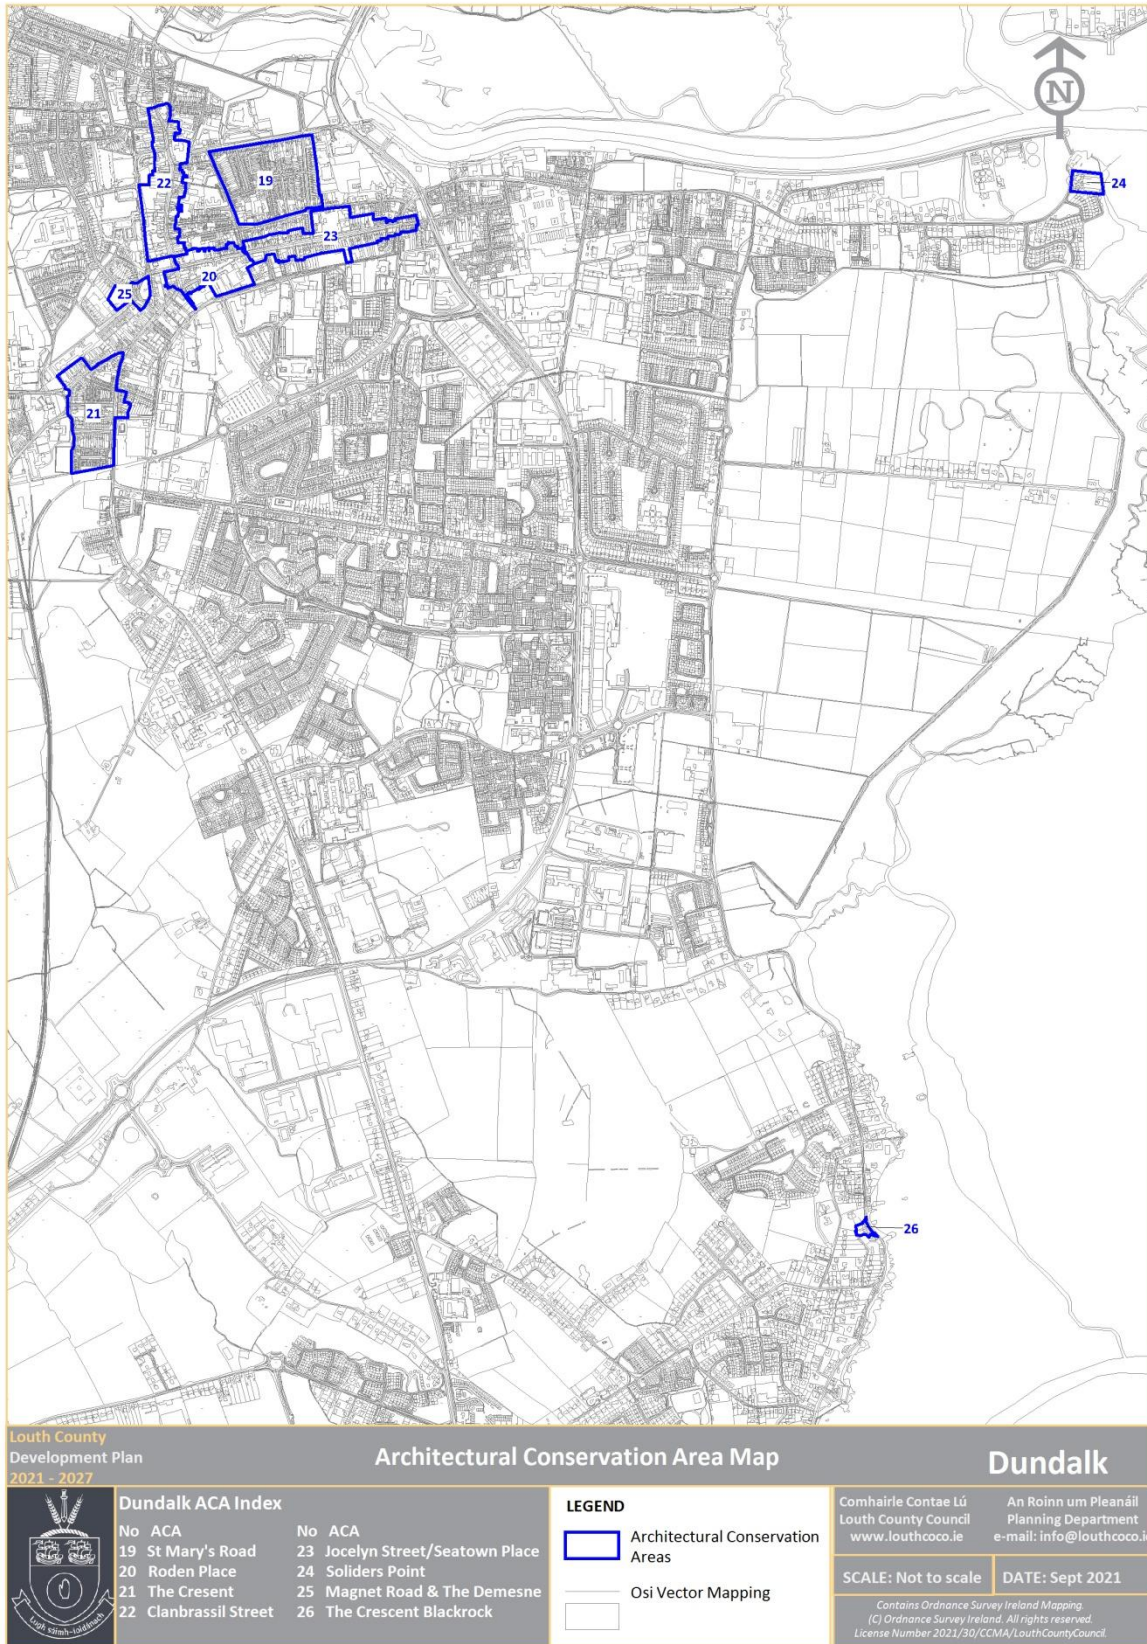 N
22
19
24
23
20
25
21
26
Louth County
Development Plan
2021 - 2027
Architectural Conservation Area Map
Dundalk
Dundalk ACA Index
No ACA
19 St Mary's Road
20 Roden Place
21 The Cresent
22 Clanbrassil Street
No ACA
23 Jocelyn Street/Seatown Place
24 Soliders Point
25 Magnet Road & The Demesne
26 The Crescent Blackrock
LEGEND
Architectural Conservation
Areas
Osi Vector Mapping
Comhairle Contae Lú
Louth County Council
www.louthcoco.ie
An Roinn um Pleanáil
Planning Department
e-mail: info@louthcoco.ie
SCALE: Not to scale
DATE: Sept 2021
Contains Ordnance Survey Ireland Mapping.
(C) Ordnance Survey Ireland. All rights reserved.
License Number 2021/30/CCMA/LouthCountyCouncil.